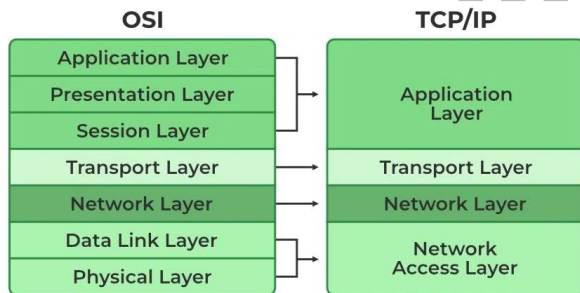 OSI
Application Layer
Presentation Layer
Session Layer
Transport Layer
Network Layer
Data Link Layer
Physical Layer
TCP/IP
Application
Layer
Transport Layer
Network Layer
Network
Access Layer